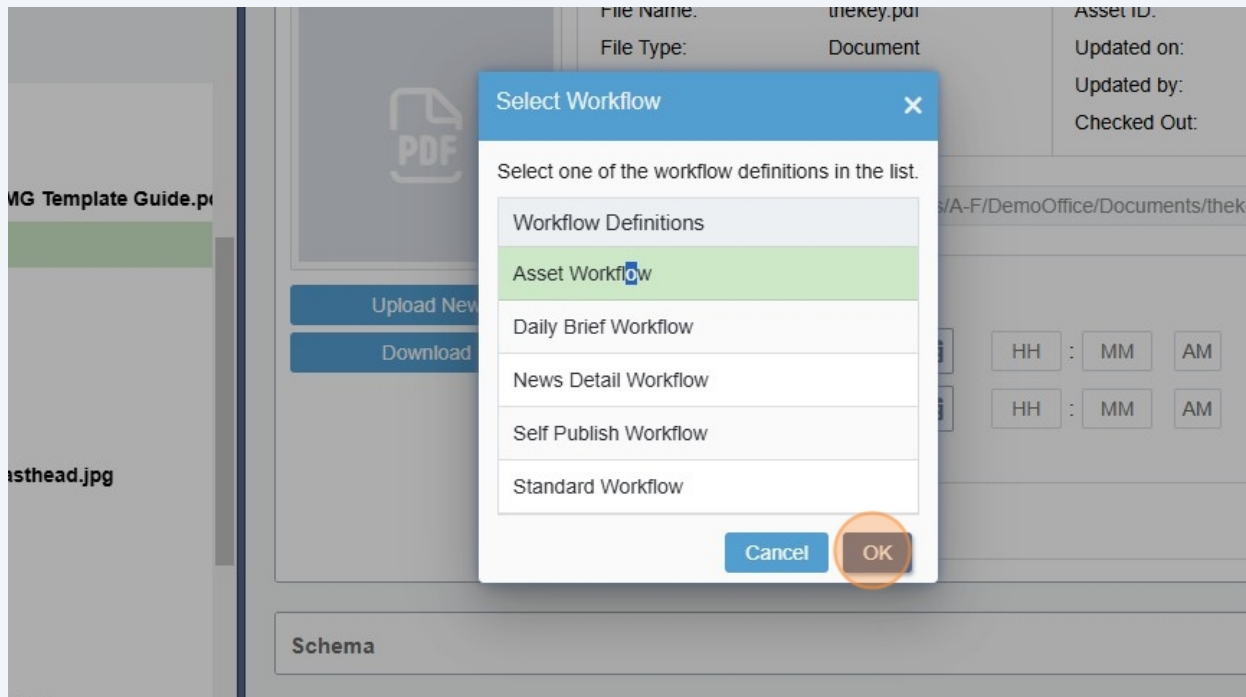 File Name: thekey.pdf Asset ID:
File Type: Document Updated on:
Updated by:
Checked Out:
Select Workflow ×
PDF
Select one of the workflow definitions in the list.
MG Template Guide.p
/A-F/DemoOffice/Documents/thek
Workflow Definitions
Asset Workflow
Upload New
Daily Brief Workflow
Download
HH : MM AM
News Detail Workflow
HH : MM AM
Self Publish Workflow
asthead.jpg
Standard Workflow
Cancel OK
Schema